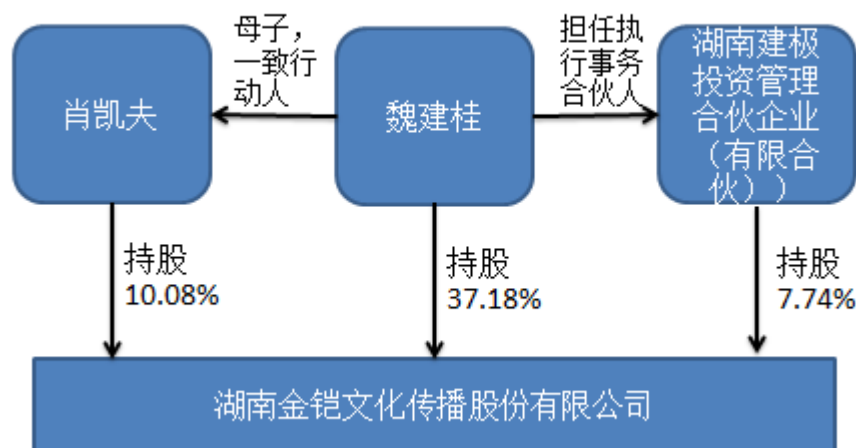 母子，
一致行
动人
担任执
行事务
合伙人
肖凯夫
魏建桂
湖南建极
投资管理
合伙企业
（有限合
伙））
持股
10.08%
持股
37.18%
持股
7.74%
湖南金铠文化传播股份有限公司